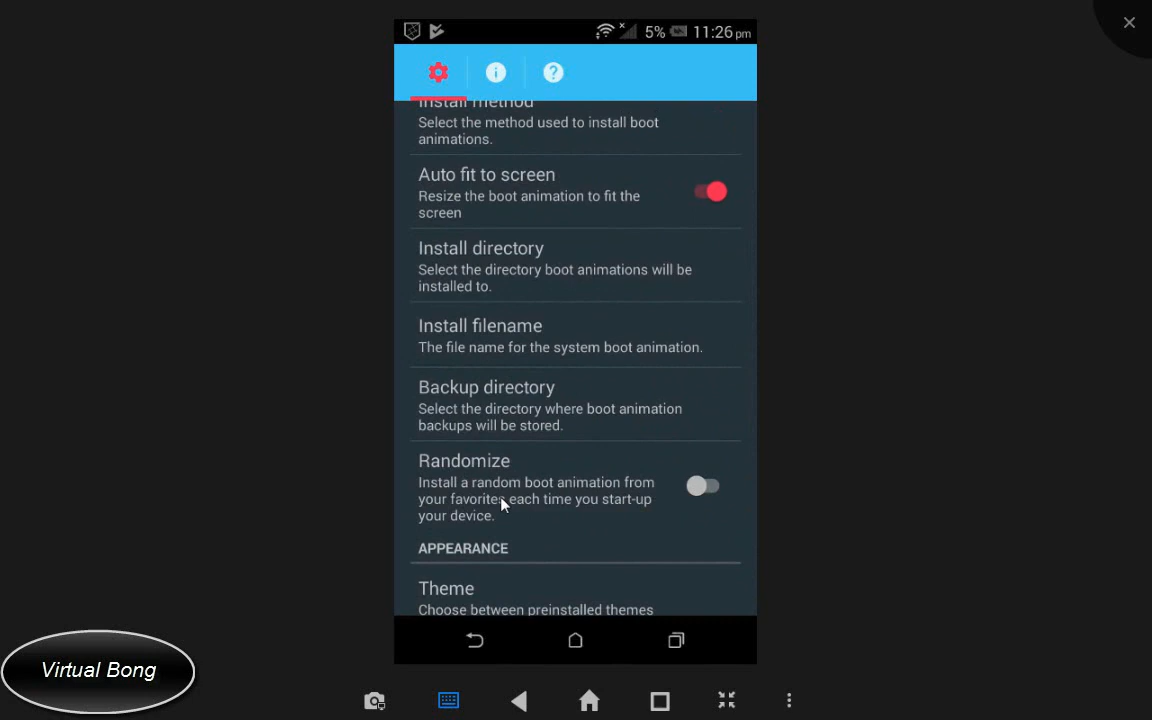 5% 11:26 pm
Install method
Select the method used to install boot
animations.
Auto fit to screen
Resize the boot animation to fit the
screen
Install directory
Select the directory boot animations will be
installed to.
Install filename
The file name for the system boot animation.
Backup directory
Select the directory where boot animation
backups will be stored.
Randomize
Install a random boot animation from
your favorites each time you start-up
your device.
APPEARANCE
Theme
Choose between preinstalled themes
Virtual Bong